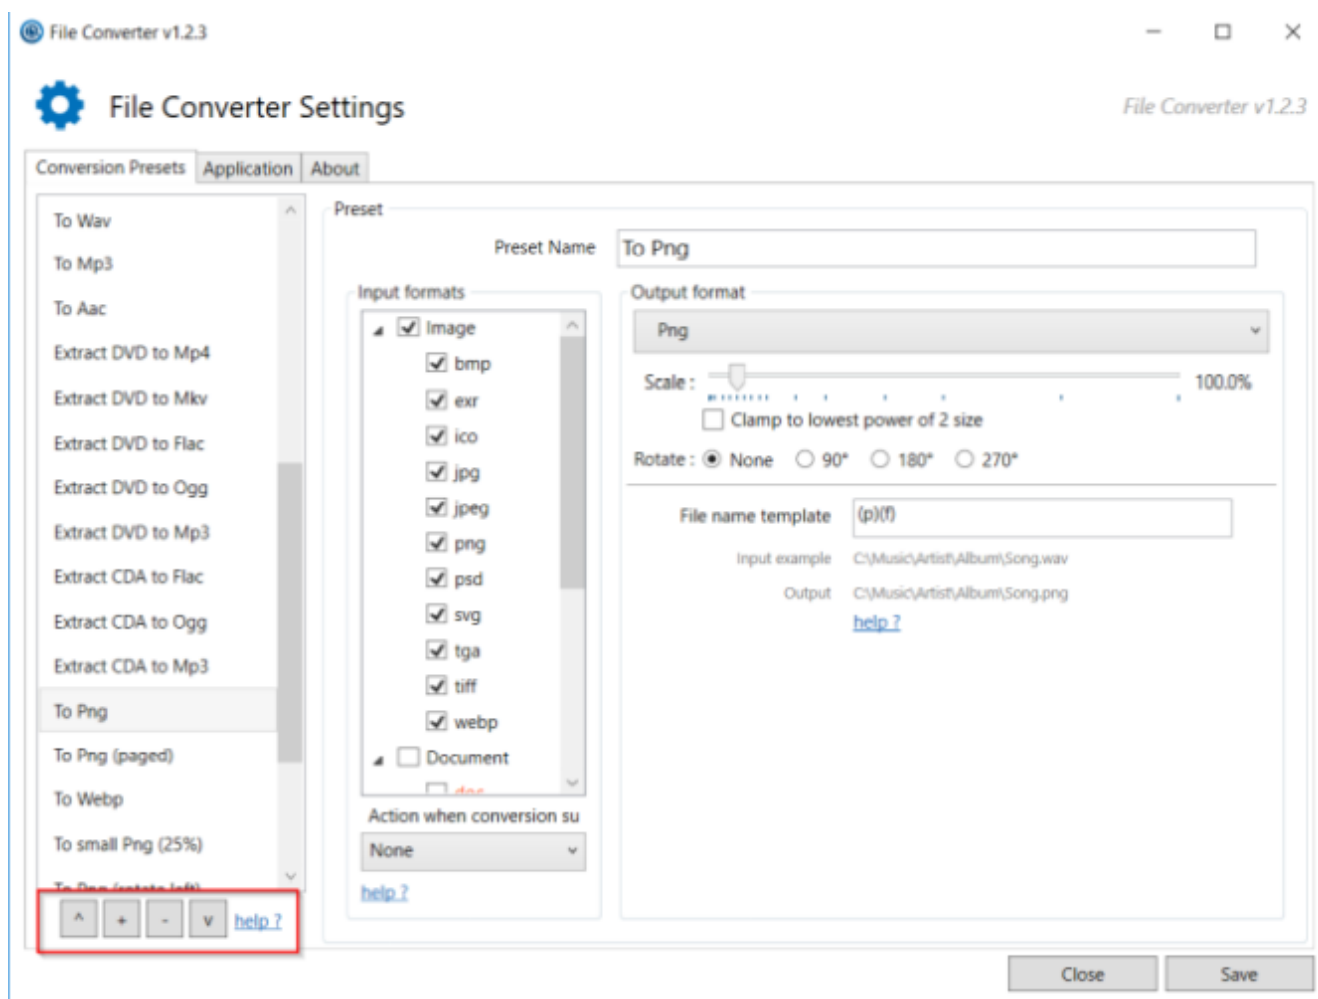 File Converter v1.2.3
File Converter Settings
File Converter v1.2.3
Conversion Presets Application About
To Wav
To Mp3
To Aac
Extract DVD to Mp4
Extract DVD to Mkv
Extract DVD to Flac
Extract DVD to Ogg
Extract DVD to Mp3
Extract CDA to Flac
Extract CDA to Ogg
Extract CDA to Mp3
To Png
To Png (paged)
To Webp
To small Png (25%)
To Png (rotate left)
^ + - v help ?
Preset
Preset Name To Png
Input formats
Image
bmp
exr
ico
jpg
jpeg
png
psd
svg
tga
tiff
webp
Document
doc
Action when conversion su
None
help ?
Output format
Png
Scale : 100.0%
Clamp to lowest power of 2 size
Rotate : None 90° 180° 270°
File name template (p)(f)
Input example C:\Music\Artist\Album\Song.wav
Output C:\Music\Artist\Album\Song.png
help ?
Close Save